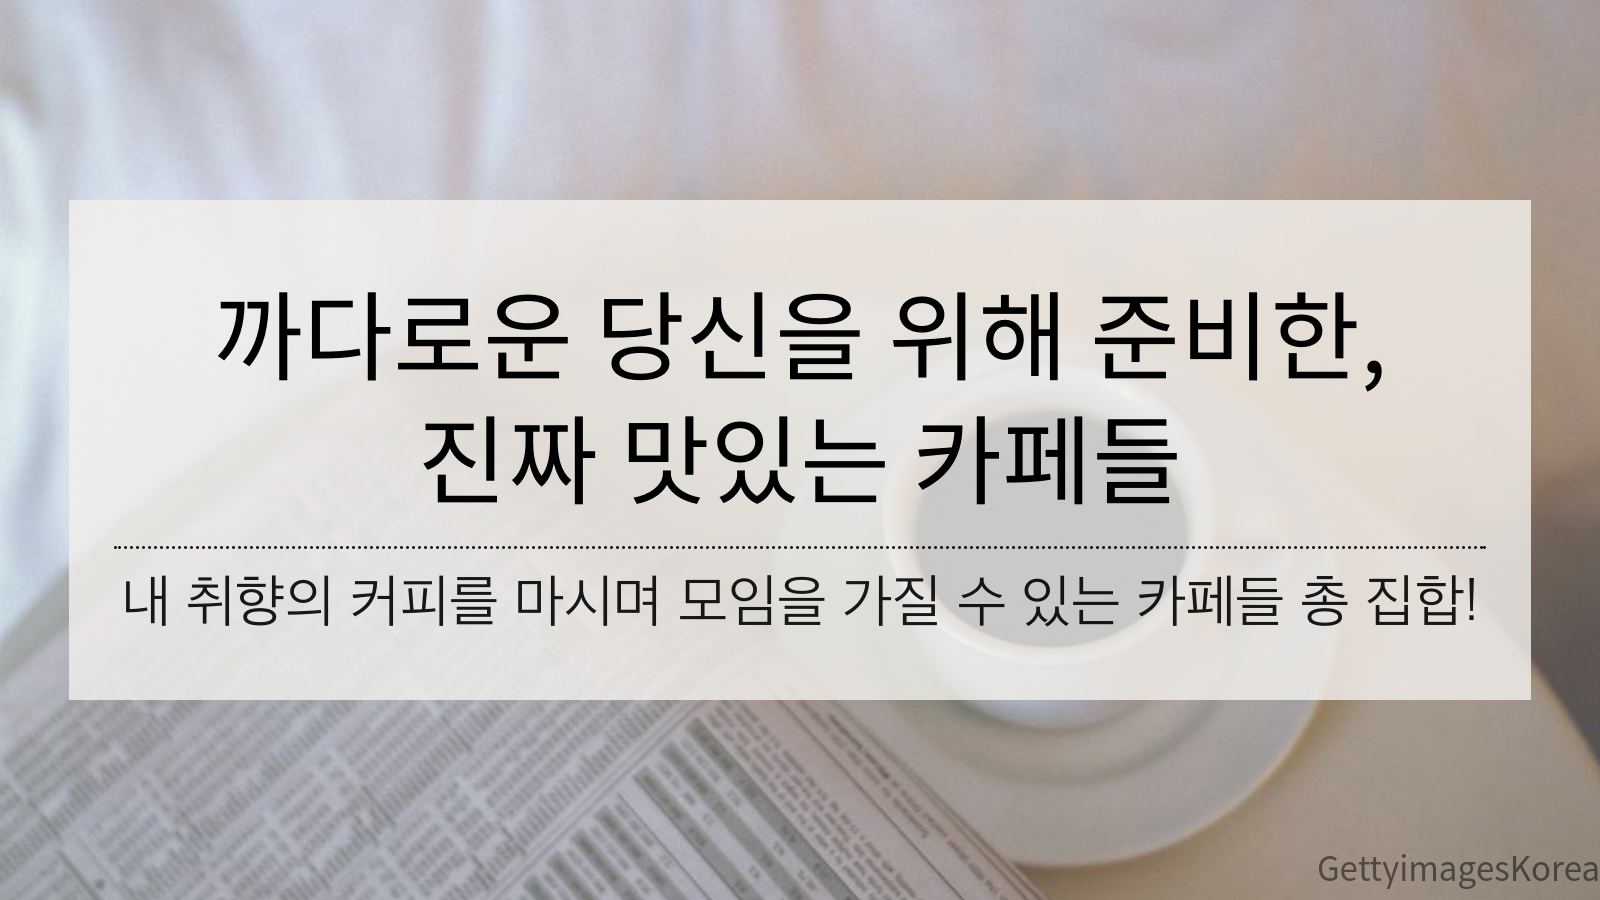 까다로운 당신을 위해 준비한,
진짜 맛있는 카페들
내 취향의 커피를 마시며 모임을 가질 수 있는 카페들 총 집합!
GettyimagesKorea